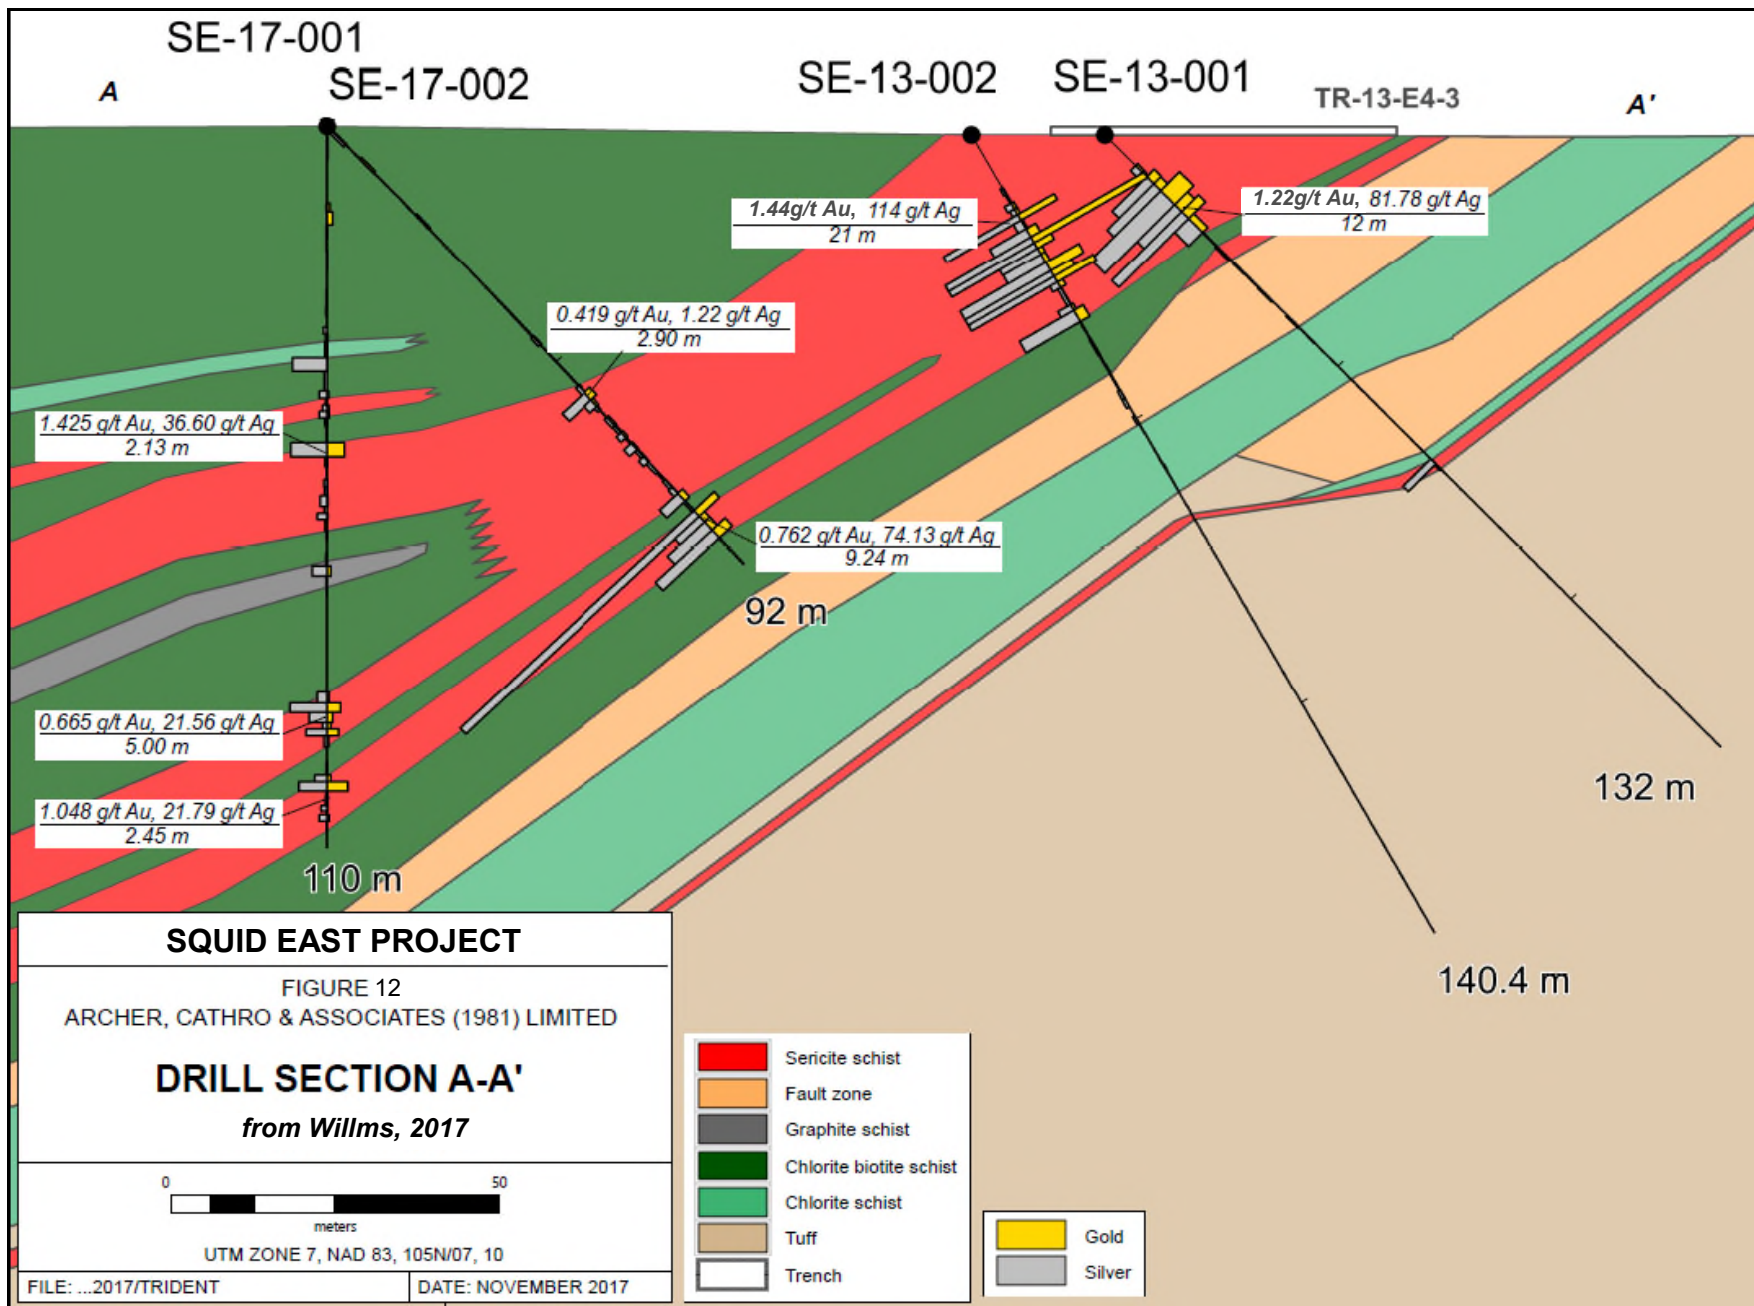 SE-17-001
SE-17-002
SE-13-002
SE-13-001
TR-13-E4-3
A
A'
1.44g/t Au, 114 g/t Ag
21 m
1.22g/t Au, 81.78 g/t Ag
12 m
0.419 g/t Au, 1.22 g/t Ag
2.90 m
1.425 g/t Au, 36.60 g/t Ag
2.13 m
0.762 g/t Au, 74.13 g/t Ag
9.24 m
92 m
0.665 g/t Au, 21.56 g/t Ag
5.00 m
1.048 g/t Au, 21.79 g/t Ag
2.45 m
110 m
132 m
140.4 m
SQUID EAST PROJECT
FIGURE 12
ARCHER, CATHRO & ASSOCIATES (1981) LIMITED
DRILL SECTION A-A'
from Willms, 2017
0 50
meters
UTM ZONE 7, NAD 83, 105N/07, 10
FILE: ...2017/TRIDENT
DATE: NOVEMBER 2017
Sericite schist
Fault zone
Graphite schist
Chlorite biotite schist
Chlorite schist
Tuff
Trench
Gold
Silver